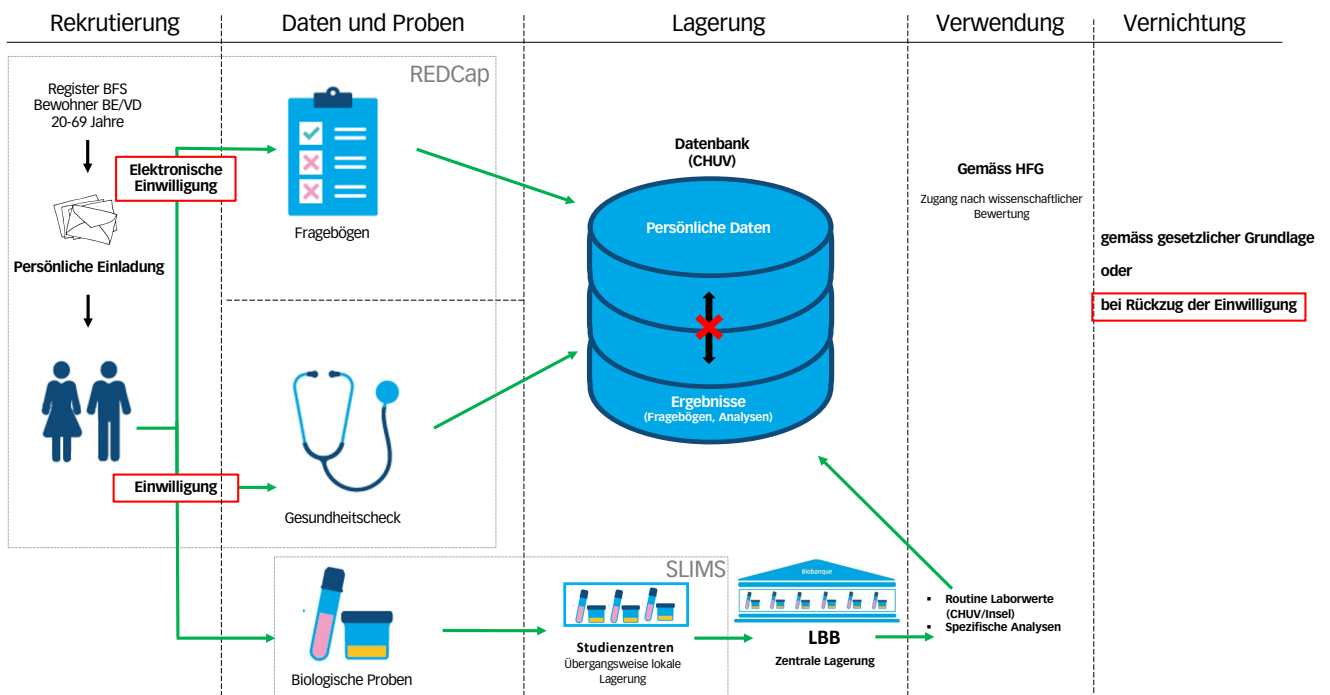 Rekrutierung
Daten und Proben
Lagerung
Verwendung
Vernichtung
REDCap
Register BFS
Bewohner BE/VD
20-69 Jahre
Elektronische
Einwilligung
Persönliche Einladung
Fragebögen
Datenbank
(CHUV)
Persönliche Daten
Ergebnisse
(Fragebögen, Analysen)
Gemäss HFG
Zugang nach wissenschaftlicher
Bewertung
gemäss gesetzlicher Grundlage
oder
bei Rückzug der Einwilligung
Einwilligung
Gesundheitscheck
SLIMS
Biologische Proben
Studienzentren
Übergangsweise lokale
Lagerung
Biobanque
LBB
Zentrale Lagerung
▪ Routine Laborwerte
(CHUV/Insel)
▪ Spezifische Analysen